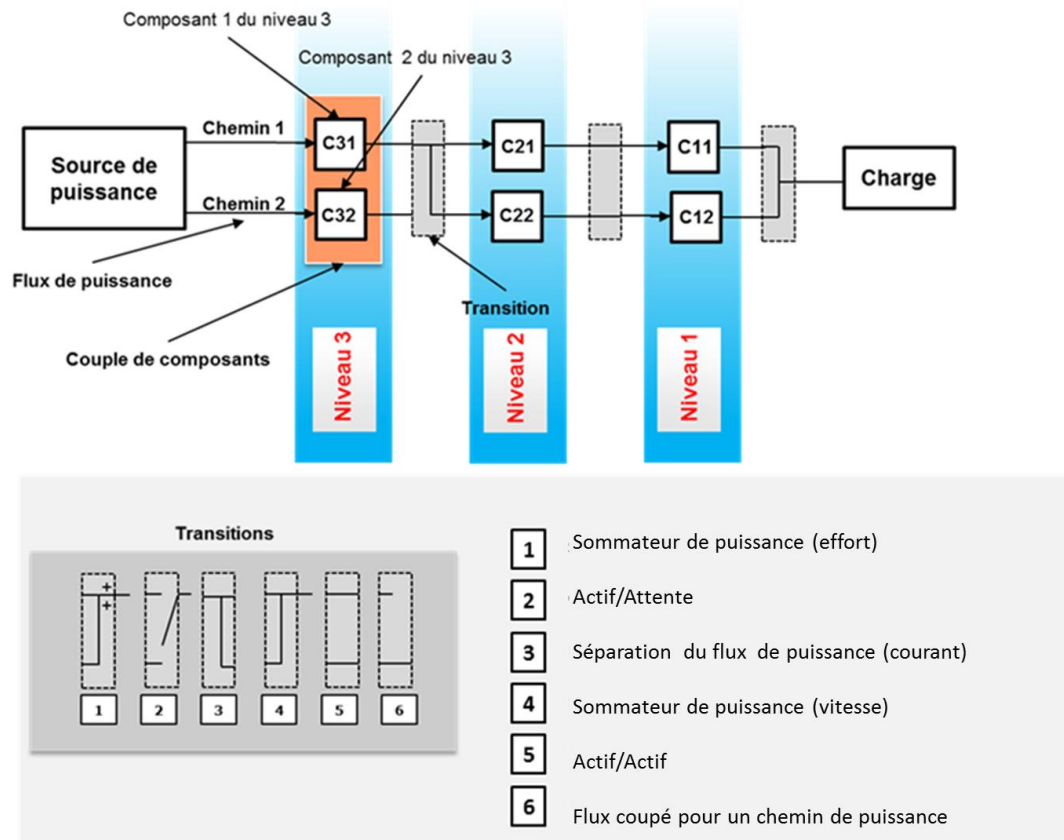 Composant 1 du niveau 3
Composant 2 du niveau 3
Source de
puissance
Chemin 1
Chemin 2
C31
C32
C21
C22
C11
C12
Charge
Flux de puissance
Transition
Couple de composants
Niveau 3
Niveau 2
Niveau 1
Transitions
+
+
1
2
3
4
5
6
1 Sommateur de puissance (effort)
2 Actif/Attente
3 Séparation du flux de puissance (courant)
4 Sommateur de puissance (vitesse)
5 Actif/Actif
6 Flux coupé pour un chemin de puissance